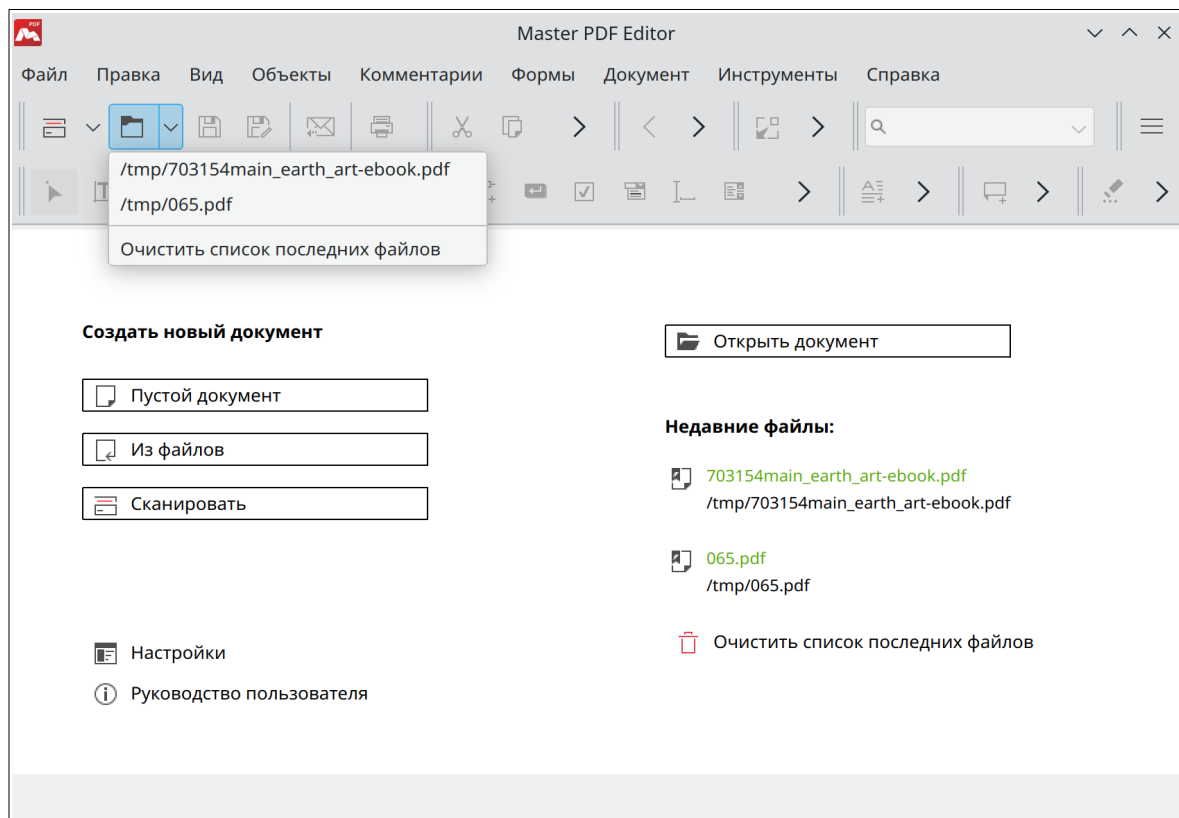 PDF
Master PDF Editor
Файл Правка Вид Объекты Комментарии Формы Документ Инструменты Справка
/tmp/703154main_earth_art-ebook.pdf
/tmp/065.pdf
Очистить список последних файлов
Создать новый документ
Пустой документ
Из файлов
Сканировать
Настройки
Руководство пользователя
Открыть документ
Недавние файлы:
703154main_earth_art-ebook.pdf
/tmp/703154main_earth_art-ebook.pdf
065.pdf
/tmp/065.pdf
Очистить список последних файлов